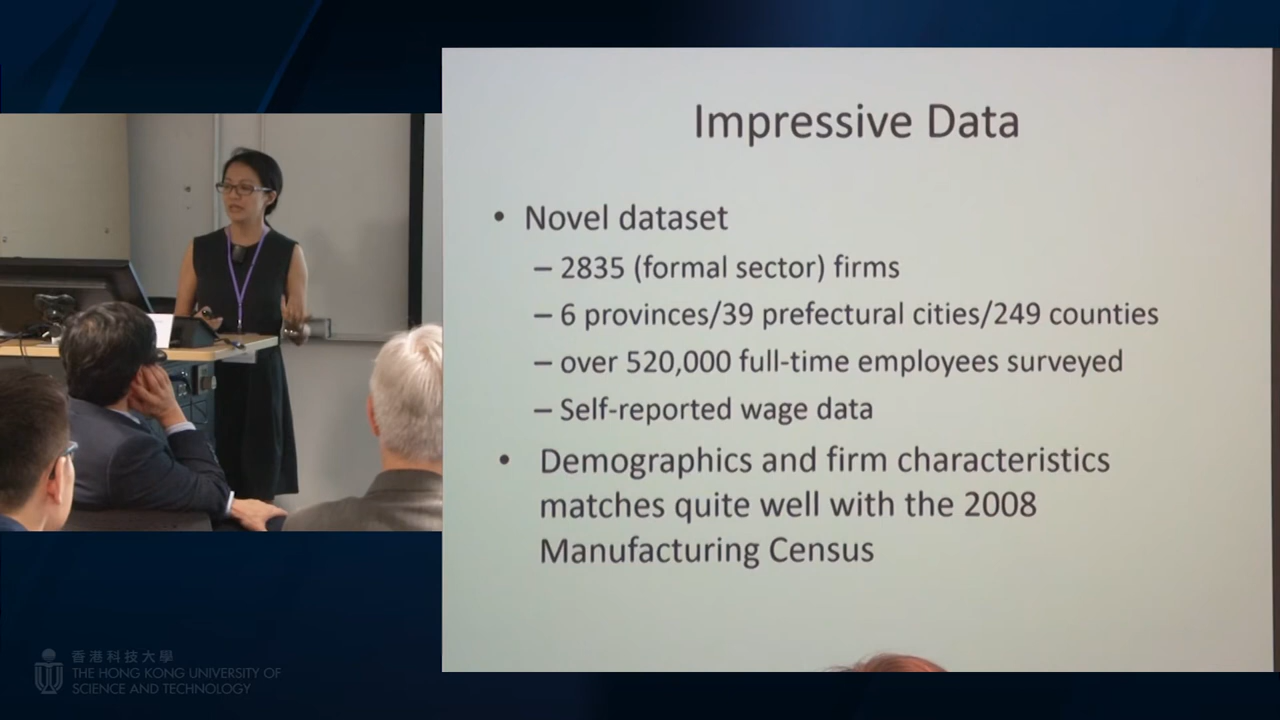 Impressive Data
• Novel dataset
– 2835 (formal sector) firms
– 6 provinces/39 prefectural cities/249 counties
– over 520,000 full-time employees surveyed
– Self-reported wage data
• Demographics and firm characteristics
matches quite well with the 2008
Manufacturing Census
香港科技大學
THE HONG KONG UNIVERSITY OF
SCIENCE AND TECHNOLOGY